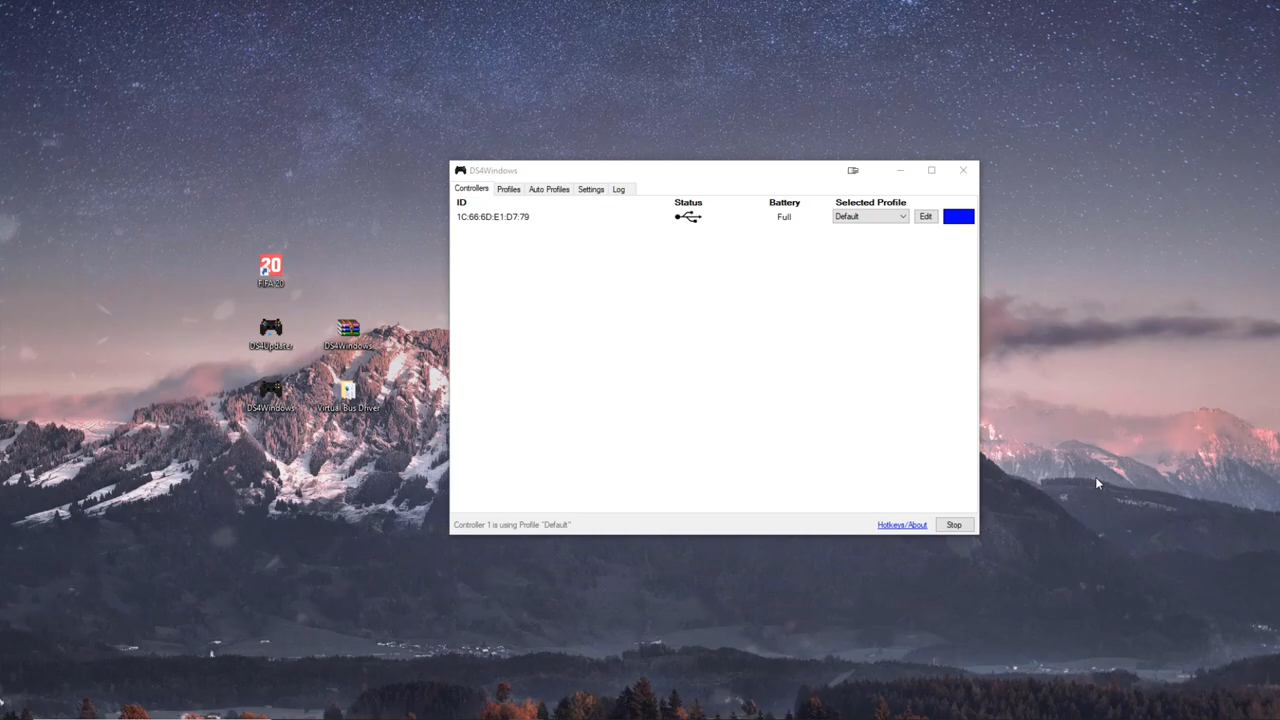 DS4Windows
Controllers Profiles Auto Profiles Settings Log
ID Status Battery Selected Profile
1C:66:6D:E1:D7:79 Full Default Edit
20
FIFA 20
DS4Updater DS4Windows
DS4Windows Virtual Bus Driver
Controller 1 is using Profile "Default" Hotkeys/About Stop